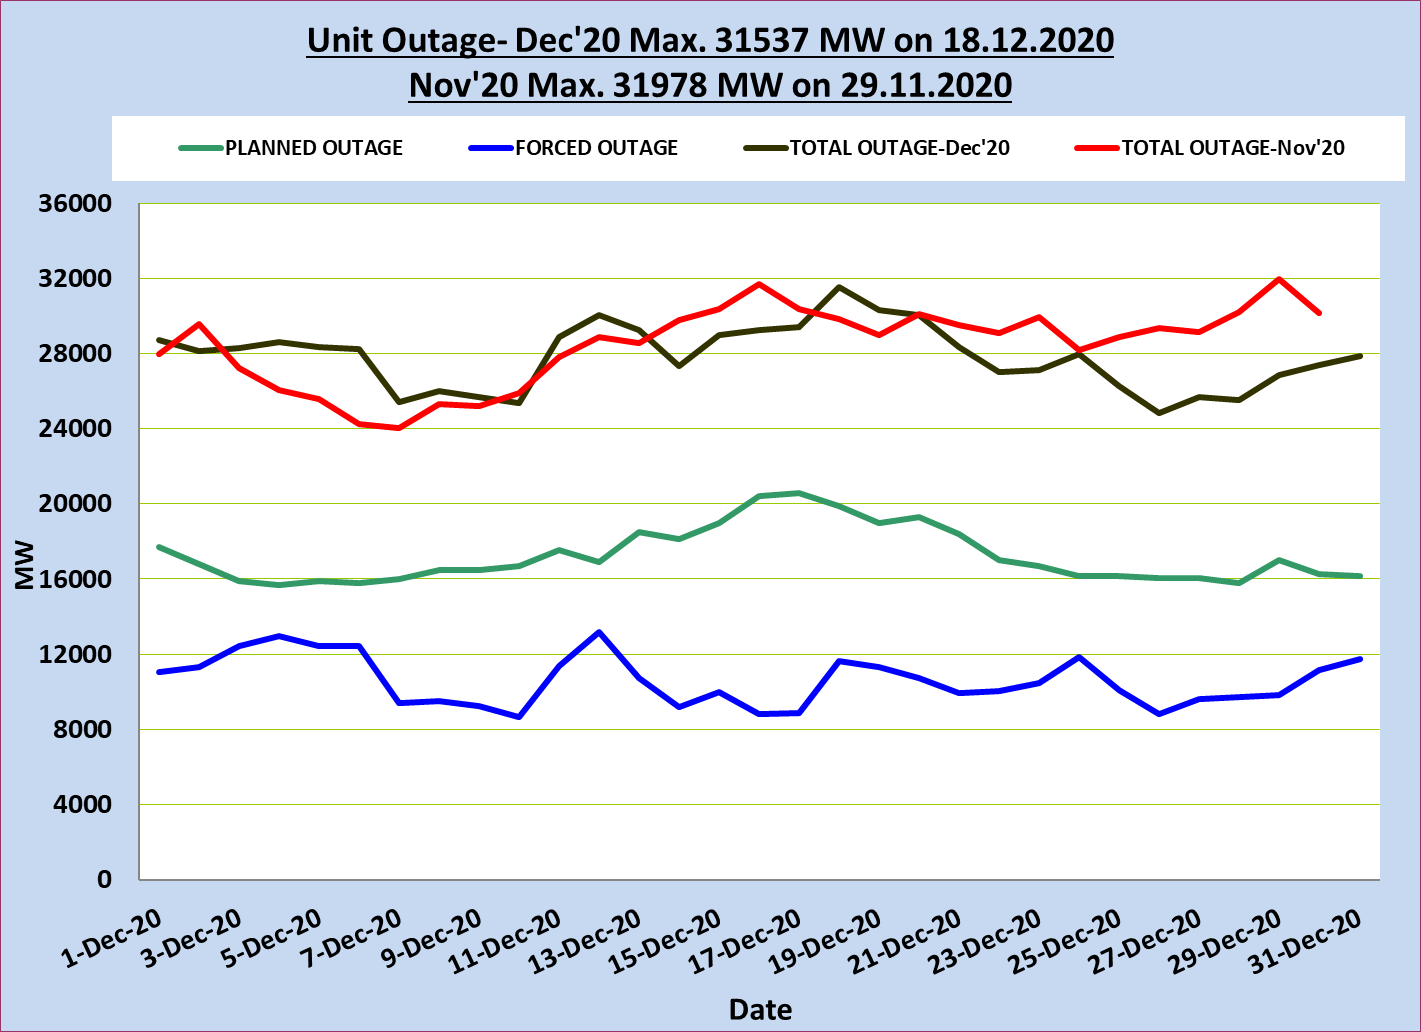 Unit Outage- Dec'20 Max. 31537 MW on 18.12.2020
Nov'20 Max. 31978 MW on 29.11.2020
PLANNED OUTAGE
FORCED OUTAGE
TOTAL OUTAGE-Dec'20
TOTAL OUTAGE-Nov'20
36000
32000
28000
24000
20000
16000
12000
8000
4000
0
MW
1-Dec-20
3-Dec-20
5-Dec-20
7-Dec-20
9-Dec-20
11-Dec-20
13-Dec-20
15-Dec-20
17-Dec-20
19-Dec-20
21-Dec-20
23-Dec-20
25-Dec-20
27-Dec-20
29-Dec-20
31-Dec-20
Date